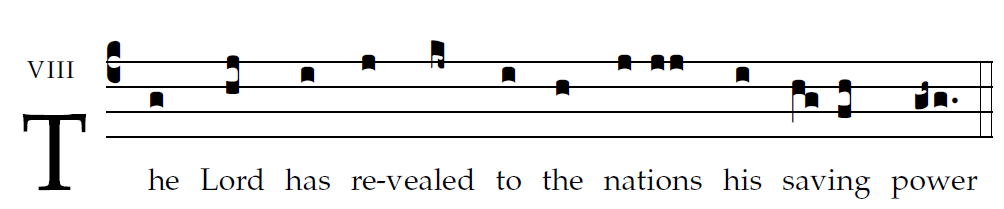 VIII
The Lord has re-vealed to the nations his saving power